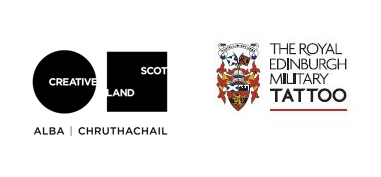 CREATIVE SCOT
LAND
ALBA | CHRUTHACHAIL
THE ROYAL
EDINBURGH
MILITARY
TATTOO